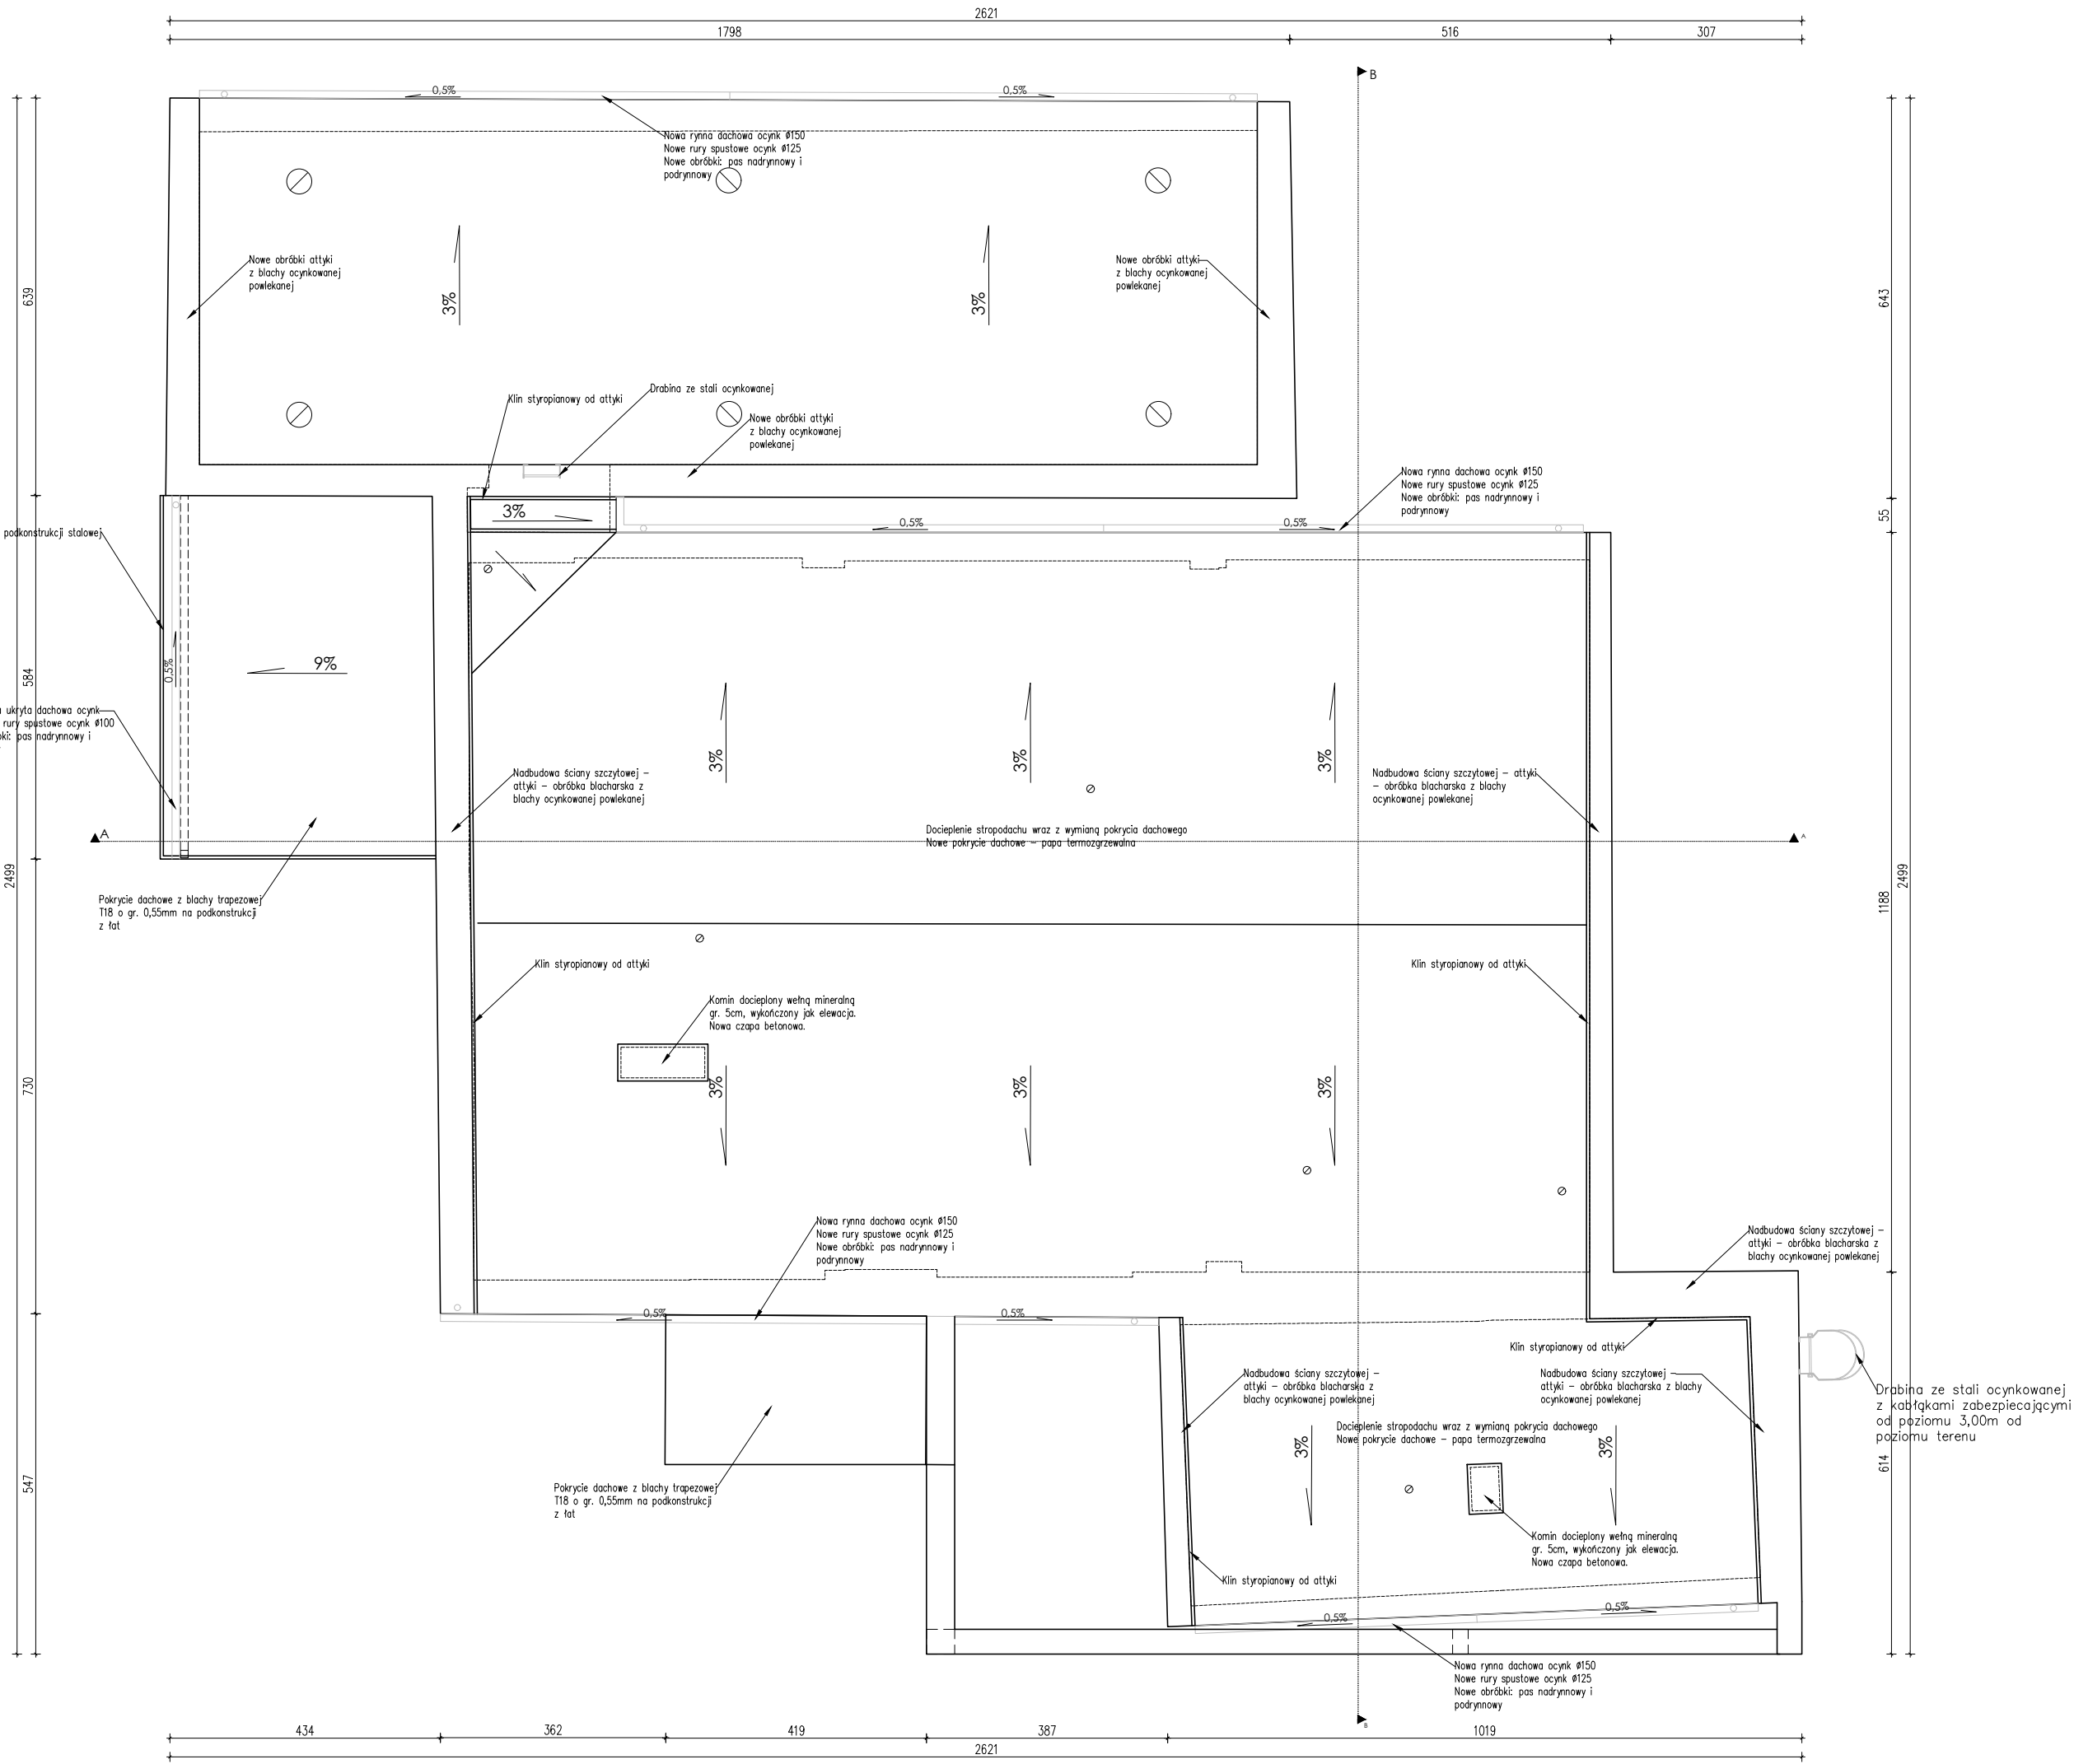 2621
1798
516
307
B
0,5%
0,5%
Nowa rynna dachowa ocynk Ø150
Nowe rury spustowe ocynk Ø125
Nowe obróbki: pas nadrynnowy i
podrynnowy
Nowe obróbki attyki
z blachy ocynkowanej
powlekanej
Nowe obróbki attyki
z blachy ocynkowanej
powlekanej
3%
3%
639
643
Klin styropianowy od attyki
Drabina ze stali ocynkowanej
Nowe obróbki attyki
z blachy ocynkowanej
powlekanej
Nowa rynna dachowa ocynk Ø150
Nowe rury spustowe ocynk Ø125
Nowe obróbki: pas nadrynnowy i
podrynnowy
3%
0,5%
0,5%
55
podkonstrukcji stalowej
0,5%
9%
584
ukryta dachowa ocynk
rury spustowe ocynk Ø100
pas nadrynnowy i
3%
3%
3%
Nadbudowa ściany szczytowej –
attyki – obróbka blacharska z
blachy ocynkowanej powlekanej
Nadbudowa ściany szczytowej – attyki
– obróbka blacharska z blachy
ocynkowanej powlekanej
A
Docieplenie stropodachu wraz z wymianą pokrycia dachowego
Nowe pokrycie dachowe – papa termozgrzewalna
A
2499
1188
2499
Pokrycie dachowe z blachy trapezowej
T18 o gr. 0,55mm na podkonstrukcji
z łat
Klin styropianowy od attyki
Klin styropianowy od attyki
Komin docieplony wełną mineralną
gr. 5cm, wykończony jak elewacja.
Nowa czapa betonowa.
730
3%
3%
3%
Nowa rynna dachowa ocynk Ø150
Nowe rury spustowe ocynk Ø125
Nowe obróbki: pas nadrynnowy i
podrynnowy
Nadbudowa ściany szczytowej –
attyki – obróbka blacharska z
blachy ocynkowanej powlekanej
0,5%
0,5%
Klin styropianowy od attyki
Nadbudowa ściany szczytowej –
attyki – obróbka blacharska z
blachy ocynkowanej powlekanej
Nadbudowa ściany szczytowej –
attyki – obróbka blacharska z blachy
ocynkowanej powlekanej
Drabina ze stali ocynkowanej
z kabłąkami zabezpiecającymi
od poziomu 3,00m od
poziomu terenu
Docieplenie stropodachu wraz z wymianą pokrycia dachowego
Nowe pokrycie dachowe – papa termozgrzewalna
3%
3%
614
547
Pokrycie dachowe z blachy trapezowej
T18 o gr. 0,55mm na podkonstrukcji
z łat
Komin docieplony wełną mineralną
gr. 5cm, wykończony jak elewacja.
Nowa czapa betonowa.
Klin styropianowy od attyki
0,5%
0,5%
Nowa rynna dachowa ocynk Ø150
Nowe rury spustowe ocynk Ø125
Nowe obróbki: pas nadrynnowy i
podrynnowy
B
434
362
419
387
1019
2621